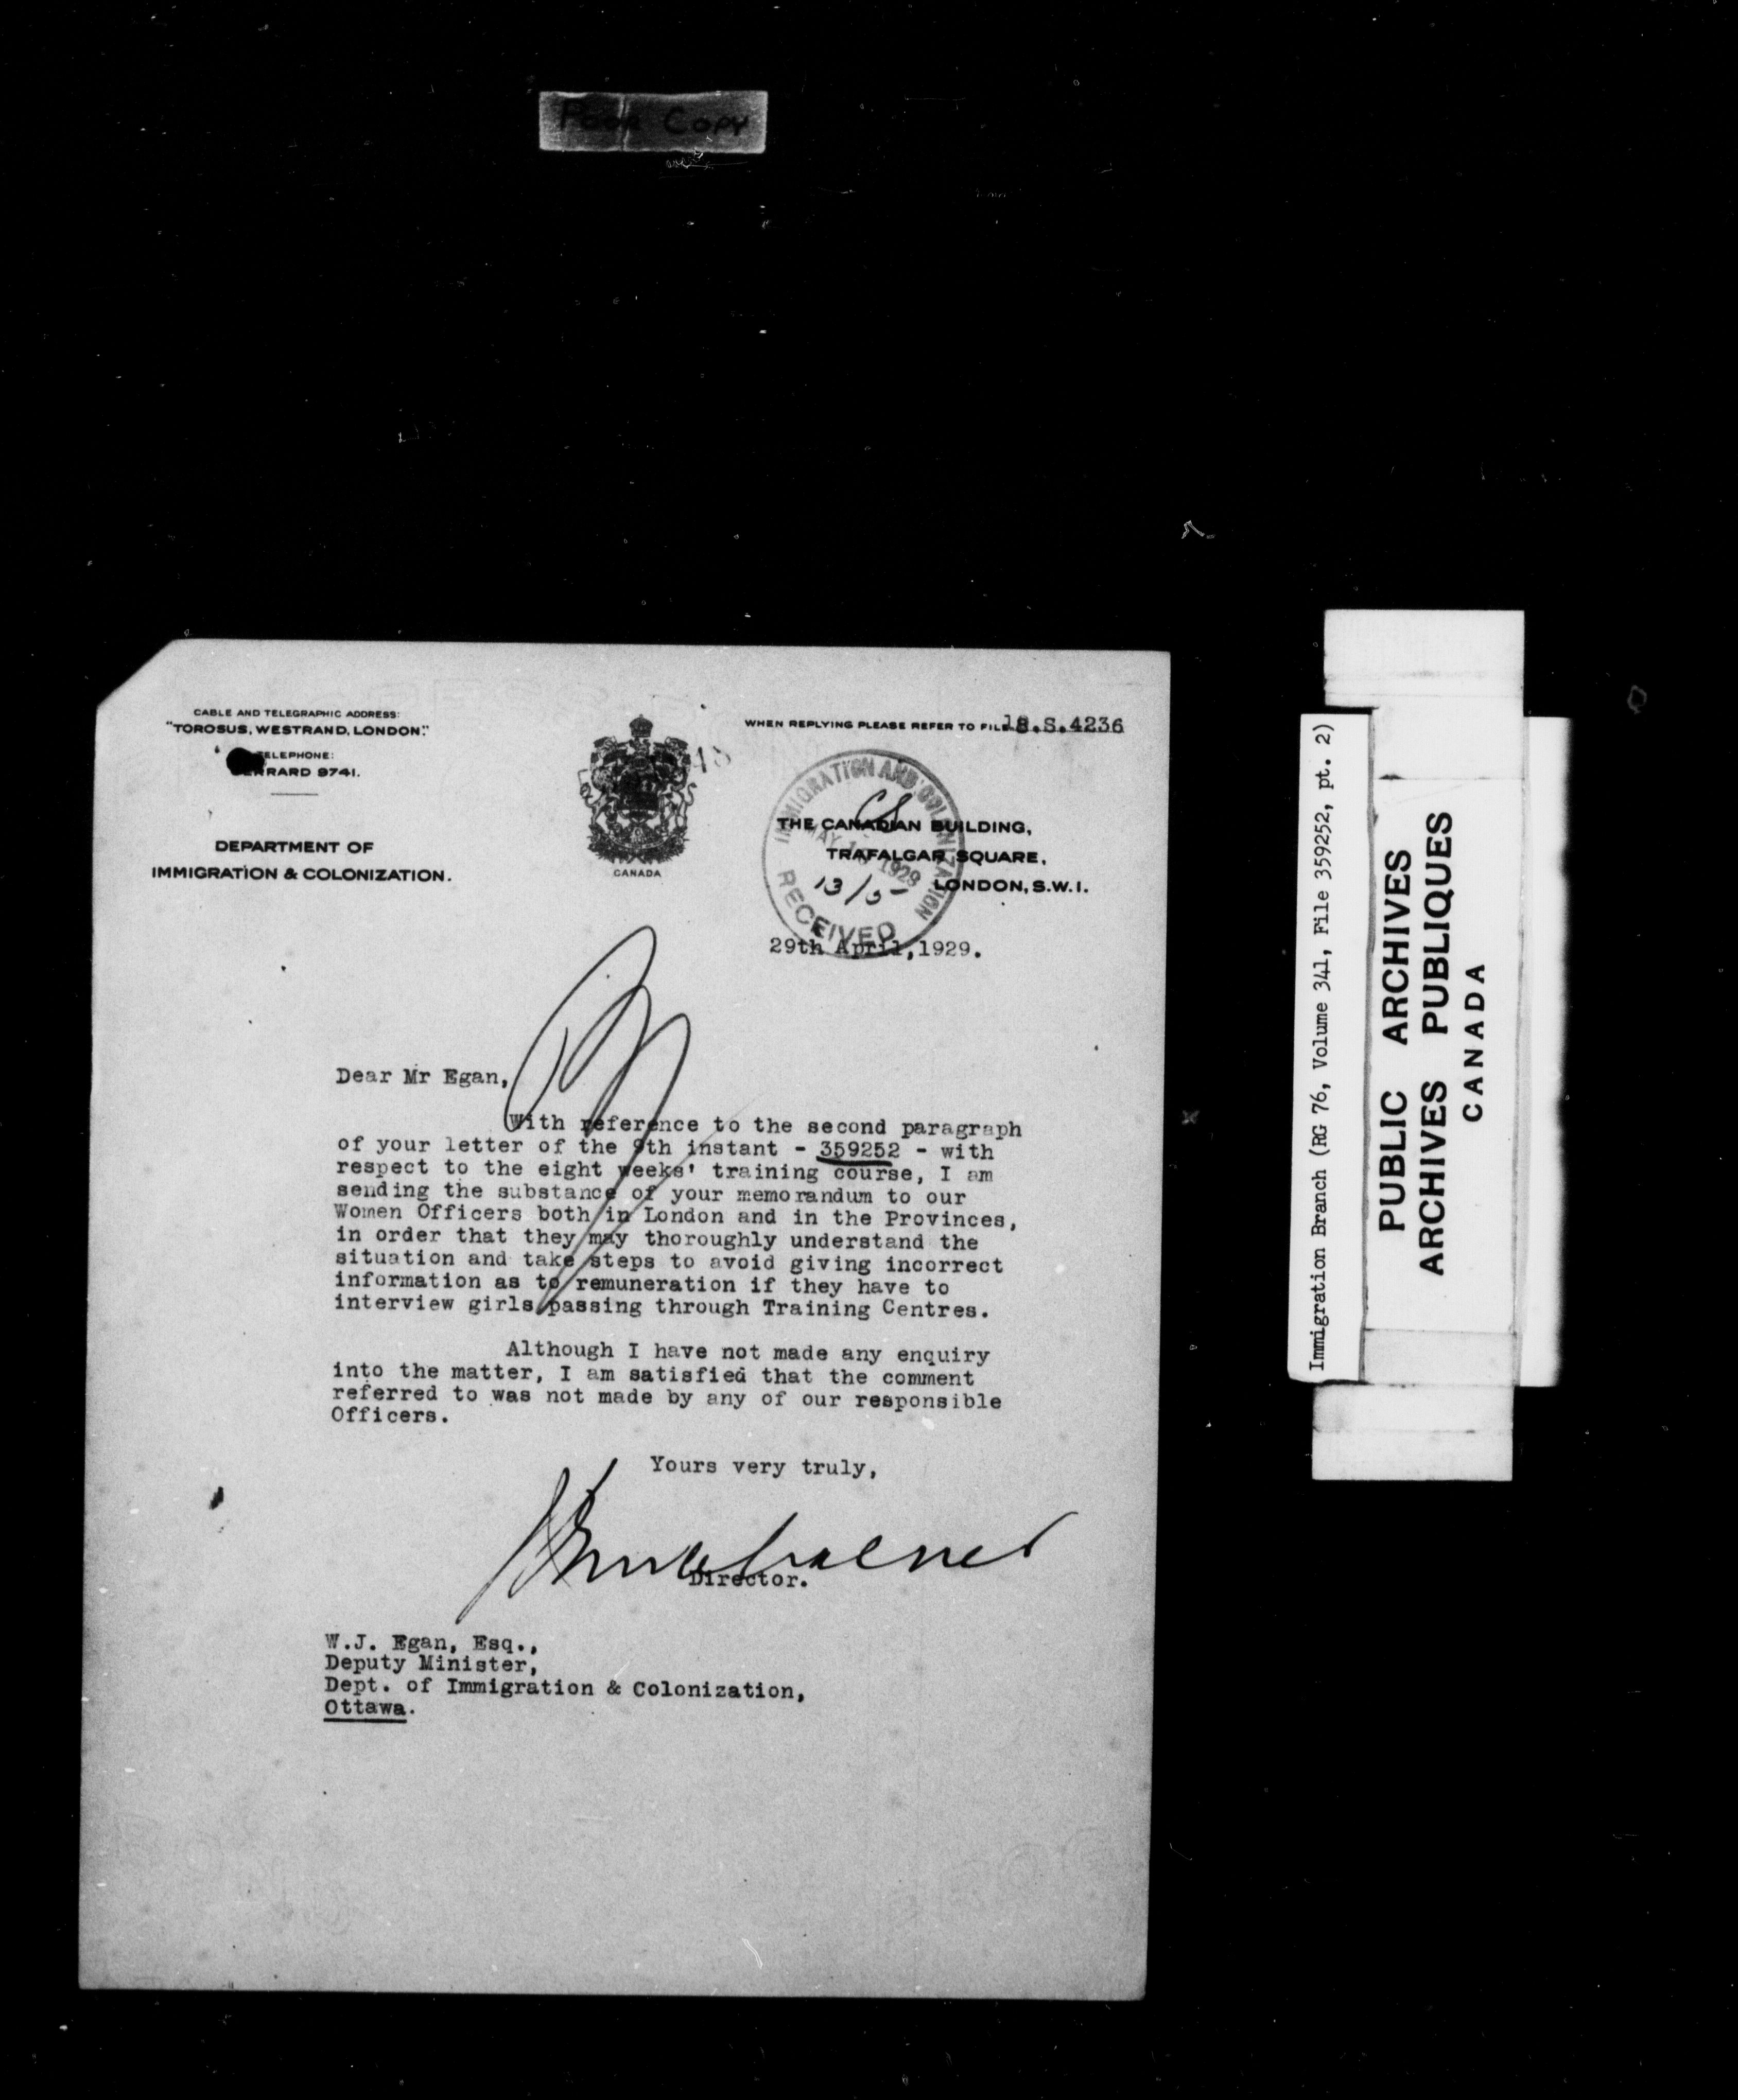 Poor Copy
CABLE AND TELEGRAPHIC ADDRESS:
"TOROSUS, WESTRAND, LONDON."
TELEPHONE:
GERRARD 9741.
DEPARTMENT OF
IMMIGRATION & COLONIZATION.
CANADA
WHEN REPLYING PLEASE REFER TO FILE 18.S.4236
IMMIGRATION AND COLONIZATION
MAY 1929
RECEIVED
13/5
THE CANADIAN BUILDING,
TRAFALGAR SQUARE,
LONDON, S.W.1.
29th April, 1929.
Dear Mr Egan,
With reference to the second paragraph
of your letter of the 9th instant - 359252 - with
respect to the eight weeks' training course, I am
sending the substance of your memorandum to our
Women Officers both in London and in the Provinces,
in order that they may thoroughly understand the
situation and take steps to avoid giving incorrect
information as to remuneration if they have to
interview girls passing through Training Centres.
Although I have not made any enquiry
into the matter, I am satisfied that the comment
referred to was not made by any of our responsible
Officers.
Yours very truly,
Director.
W.J. Egan, Esq.,
Deputy Minister,
Dept. of Immigration & Colonization,
Ottawa.
Immigration Branch (RG 76, Volume 341, File 359252, pt. 2)
PUBLIC ARCHIVES
ARCHIVES PUBLIQUES
CANADA